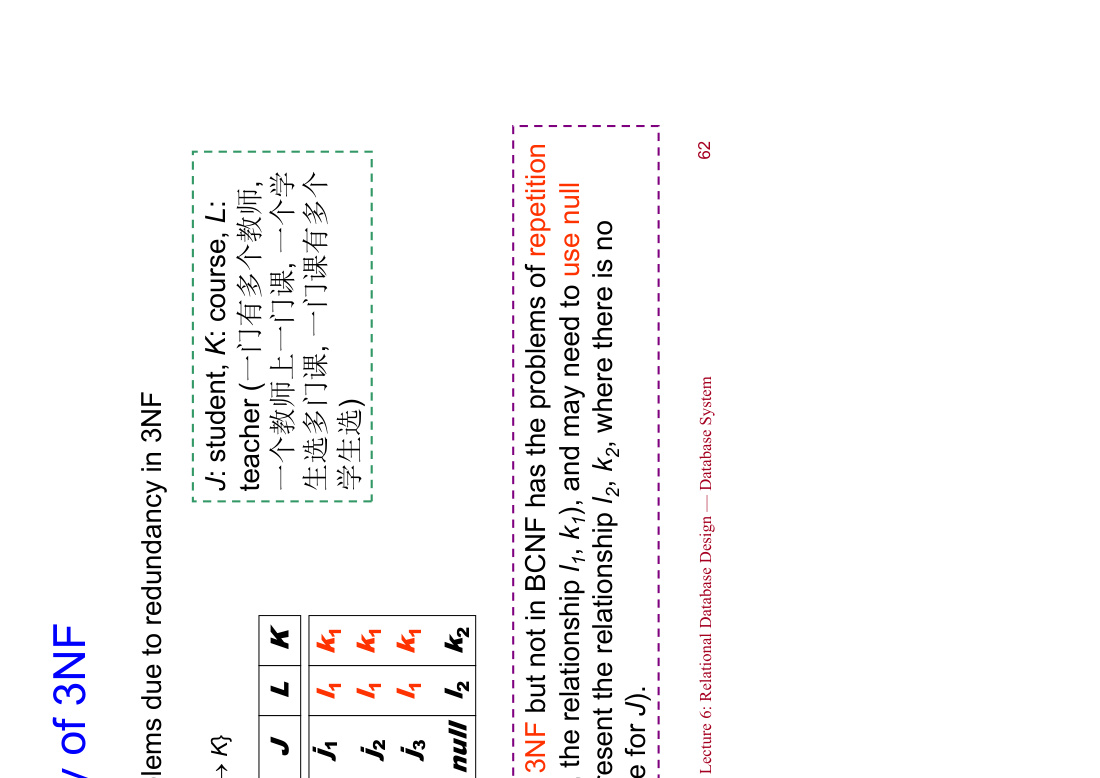 y of 3NF
lems due to redundancy in 3NF
J: student, K: course, L:
teacher (一门有多个教师,
一个教师上一门课, 一个学
生选多门课, 一门课有多个
学生选)
→ K}
J L K
j1 l1 k1
j2 l1 k1
j3 l1 k1
null l2 k2
3NF but not in BCNF has the problems of repetition
the relationship l1, k1), and may need to use null
resent the relationship l2, k2, where there is no
e for J).
Lecture 6: Relational Database Design — Database System
62